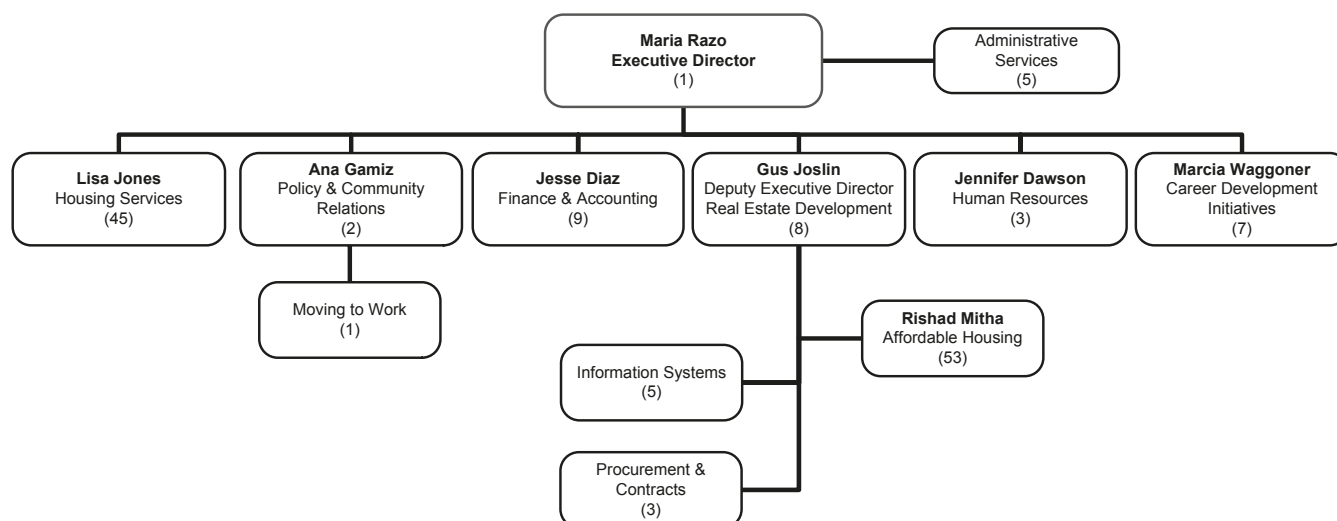 Maria Razo
Executive Director
(1)
Administrative
Services
(5)
Lisa Jones
Housing Services
(45)
Ana Gamiz
Policy & Community
Relations
(2)
Jesse Diaz
Finance & Accounting
(9)
Gus Joslin
Deputy Executive Director
Real Estate Development
(8)
Jennifer Dawson
Human Resources
(3)
Marcia Waggoner
Career Development
Initiatives
(7)
Moving to Work
(1)
Rishad Mitha
Affordable Housing
(53)
Information Systems
(5)
Procurement &
Contracts
(3)